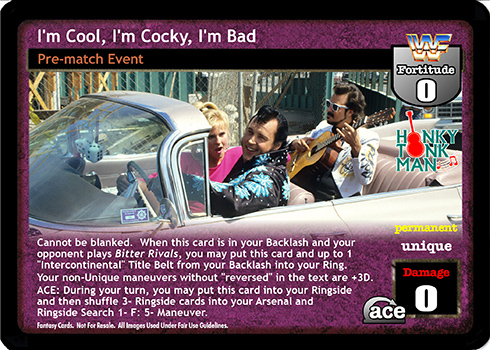 I'm Cool, I'm Cocky, I'm Bad
Pre-match Event
Fortitude
0
HONKY
TONK
MAN
permanent
unique
Cannot be blanked. When this card is in your Backlash and your
opponent plays Bitter Rivals, you may put this card and up to 1
"Intercontinental" Title Belt from your Backlash into your Ring.
Your non-Unique maneuvers without "reversed" in the text are +3D.
ACE: During your turn, you may put this card into your Ringside
and then shuffle 3- Ringside cards into your Arsenal and
Ringside Search 1- F: 5- Maneuver.
Damage
0
ace
Fantasy Cards. Not For Resale. All Images Used Under Fair Use Guidelines.